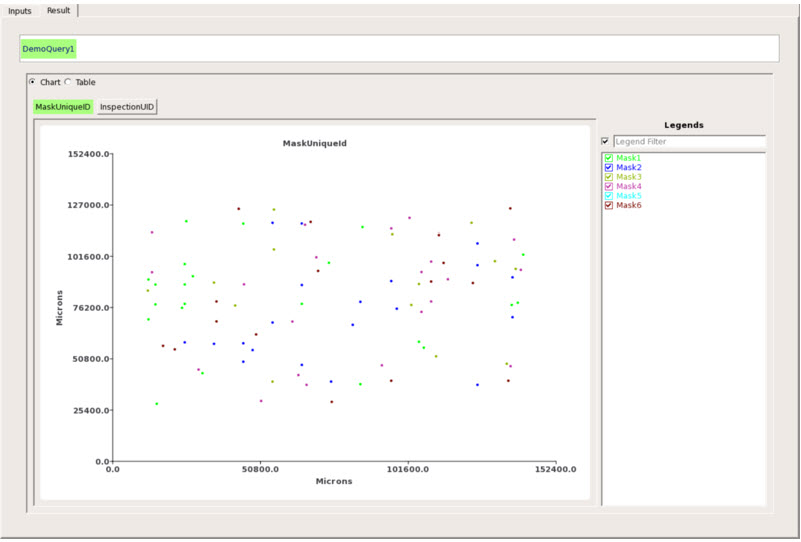 Inputs Result
DemoQuery1
Chart Table
MaskUniqueID InspectionUID
Legends
Legend Filter
Mask1
Mask2
Mask3
Mask4
Mask5
Mask6
MaskUniqueId
152400.0
127000.0
101600.0
76200.0
50800.0
25400.0
0.0
Microns
0.0 50800.0 101600.0 152400.0
Microns